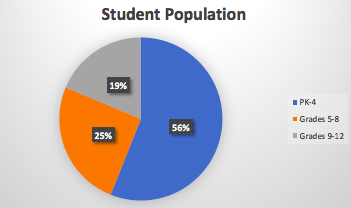 Student Population
19%
56%
25%
PK-4
Grades 5-8
Grades 9-12